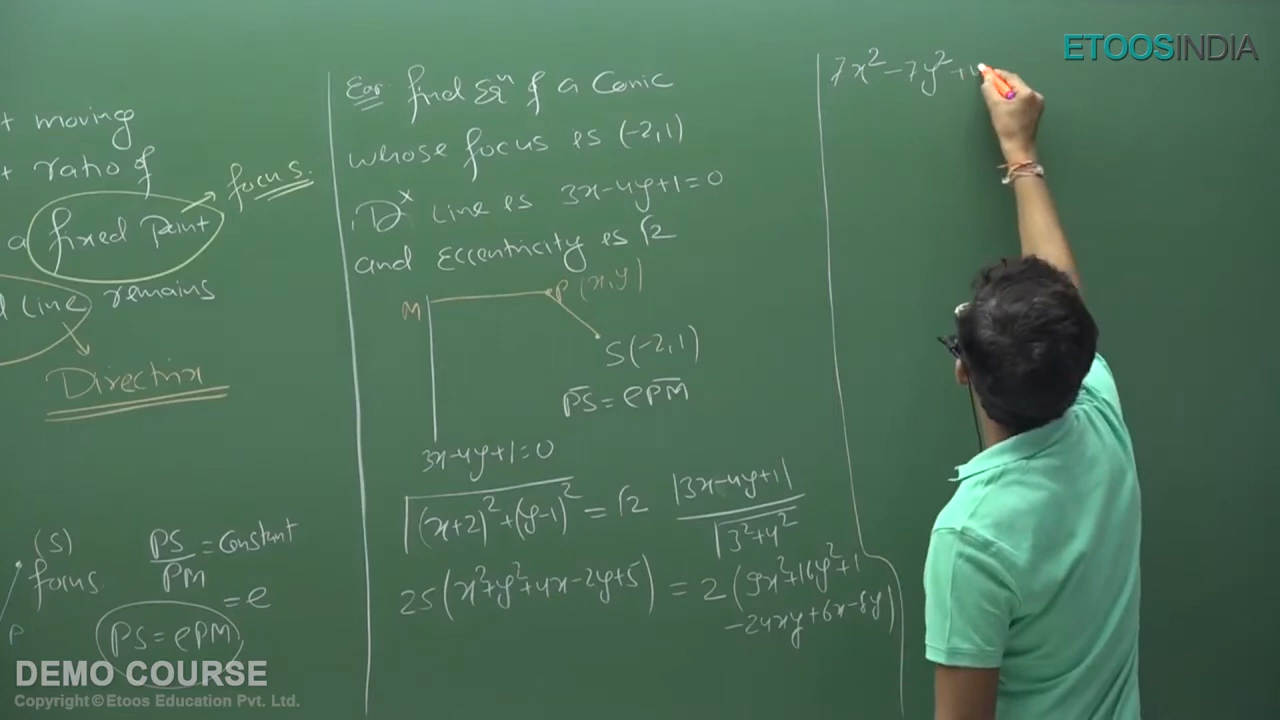 ETOOSINDIA
+ moving
+ ratio of
focus.
a fixed Point
Line remains
Directrix
(S)
focus
PS/PM = Constant
= e
P
PS = ePM
find Eqⁿ of a Conic
whose focus is (-2,1)
, Dˣ Line is 3x-4y+1=0
and Eccentricity is √2
M P(x,y)
S(-2,1)
PS = ePM
3x-4y+1=0
√((x+2)²+(y-1)²) = √2 |3x-4y+1|/√(3²+4²)
25(x²+y²+4x-2y+5) = 2(9x²+16y²+1
-24xy+6x-8y)
7x²-7y²+
DEMO COURSE
Copyright © Etoos Education Pvt. Ltd.